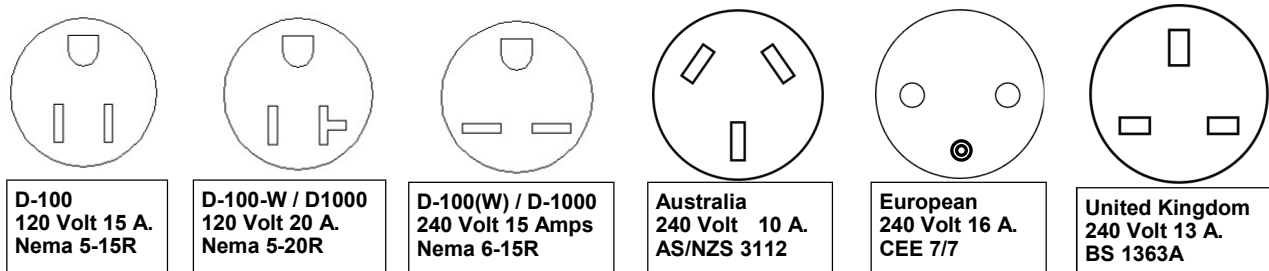 D-100
120 Volt 15 A.
Nema 5-15R
D-100-W / D1000
120 Volt 20 A.
Nema 5-20R
D-100(W) / D-1000
240 Volt 15 Amps
Nema 6-15R
Australia
240 Volt 10 A.
AS/NZS 3112
European
240 Volt 16 A.
CEE 7/7
United Kingdom
240 Volt 13 A.
BS 1363A